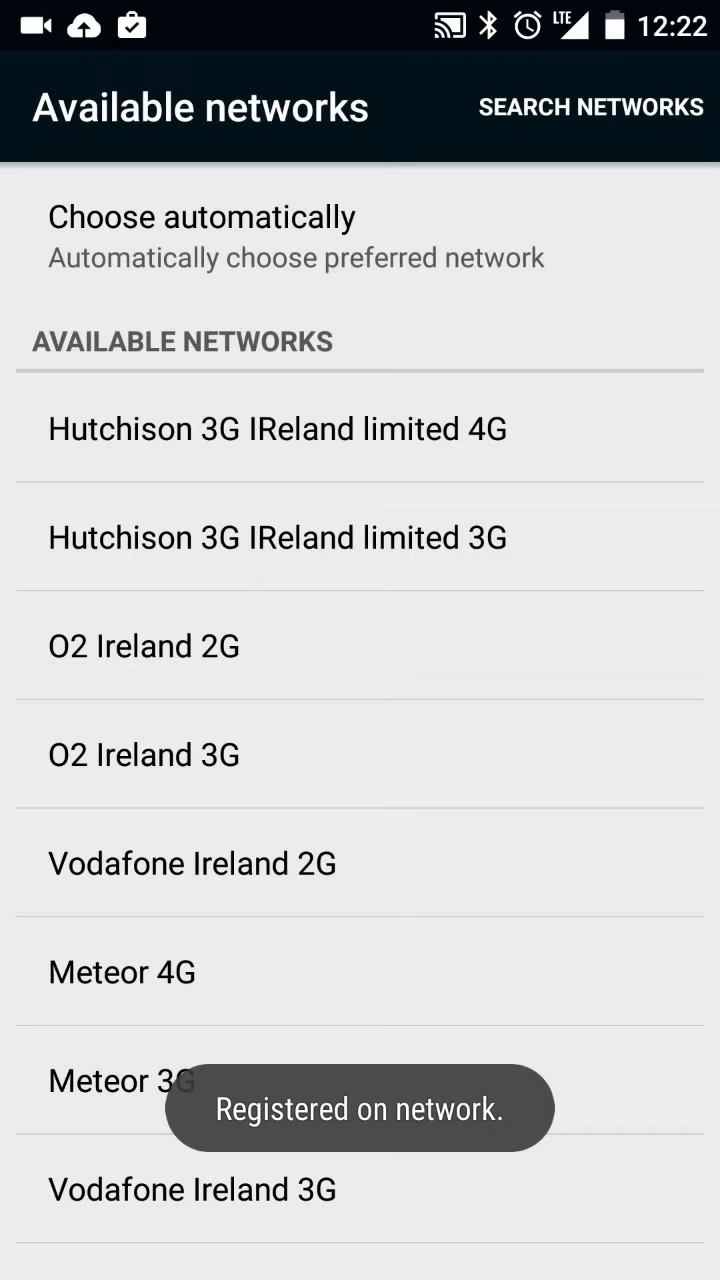 LTE 12:22
Available networks SEARCH NETWORKS
Choose automatically
Automatically choose preferred network
AVAILABLE NETWORKS
Hutchison 3G IReland limited 4G
Hutchison 3G IReland limited 3G
O2 Ireland 2G
O2 Ireland 3G
Vodafone Ireland 2G
Meteor 4G
Meteor 3G
Registered on network.
Vodafone Ireland 3G